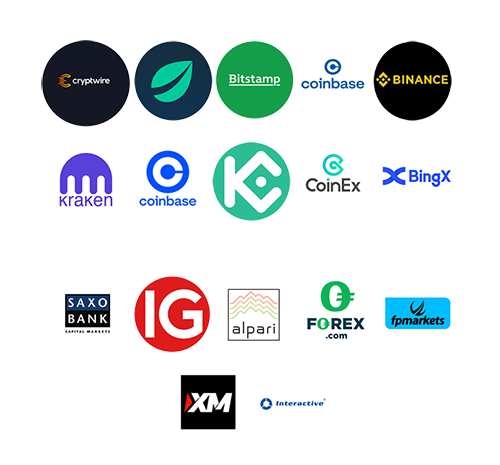 cryptwire
Bitstamp
coinbase
BINANCE
kraken
coinbase
KC
CoinEx
BingX
SAXO
BANK
CAPITAL MARKETS
IG
alpari
FOREX
.com
fpmarkets
XM
Interactive